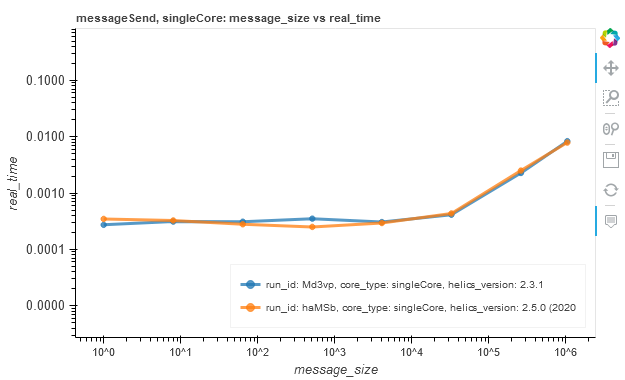 messageSend, singleCore: message_size vs real_time
0.1000
0.0100
0.0010
0.0001
0.0000
real_time
run_id: Md3vp, core_type: singleCore, helics_version: 2.3.1
run_id: haMSb, core_type: singleCore, helics_version: 2.5.0 (2020
10^0 10^1 10^2 10^3 10^4 10^5 10^6
message_size